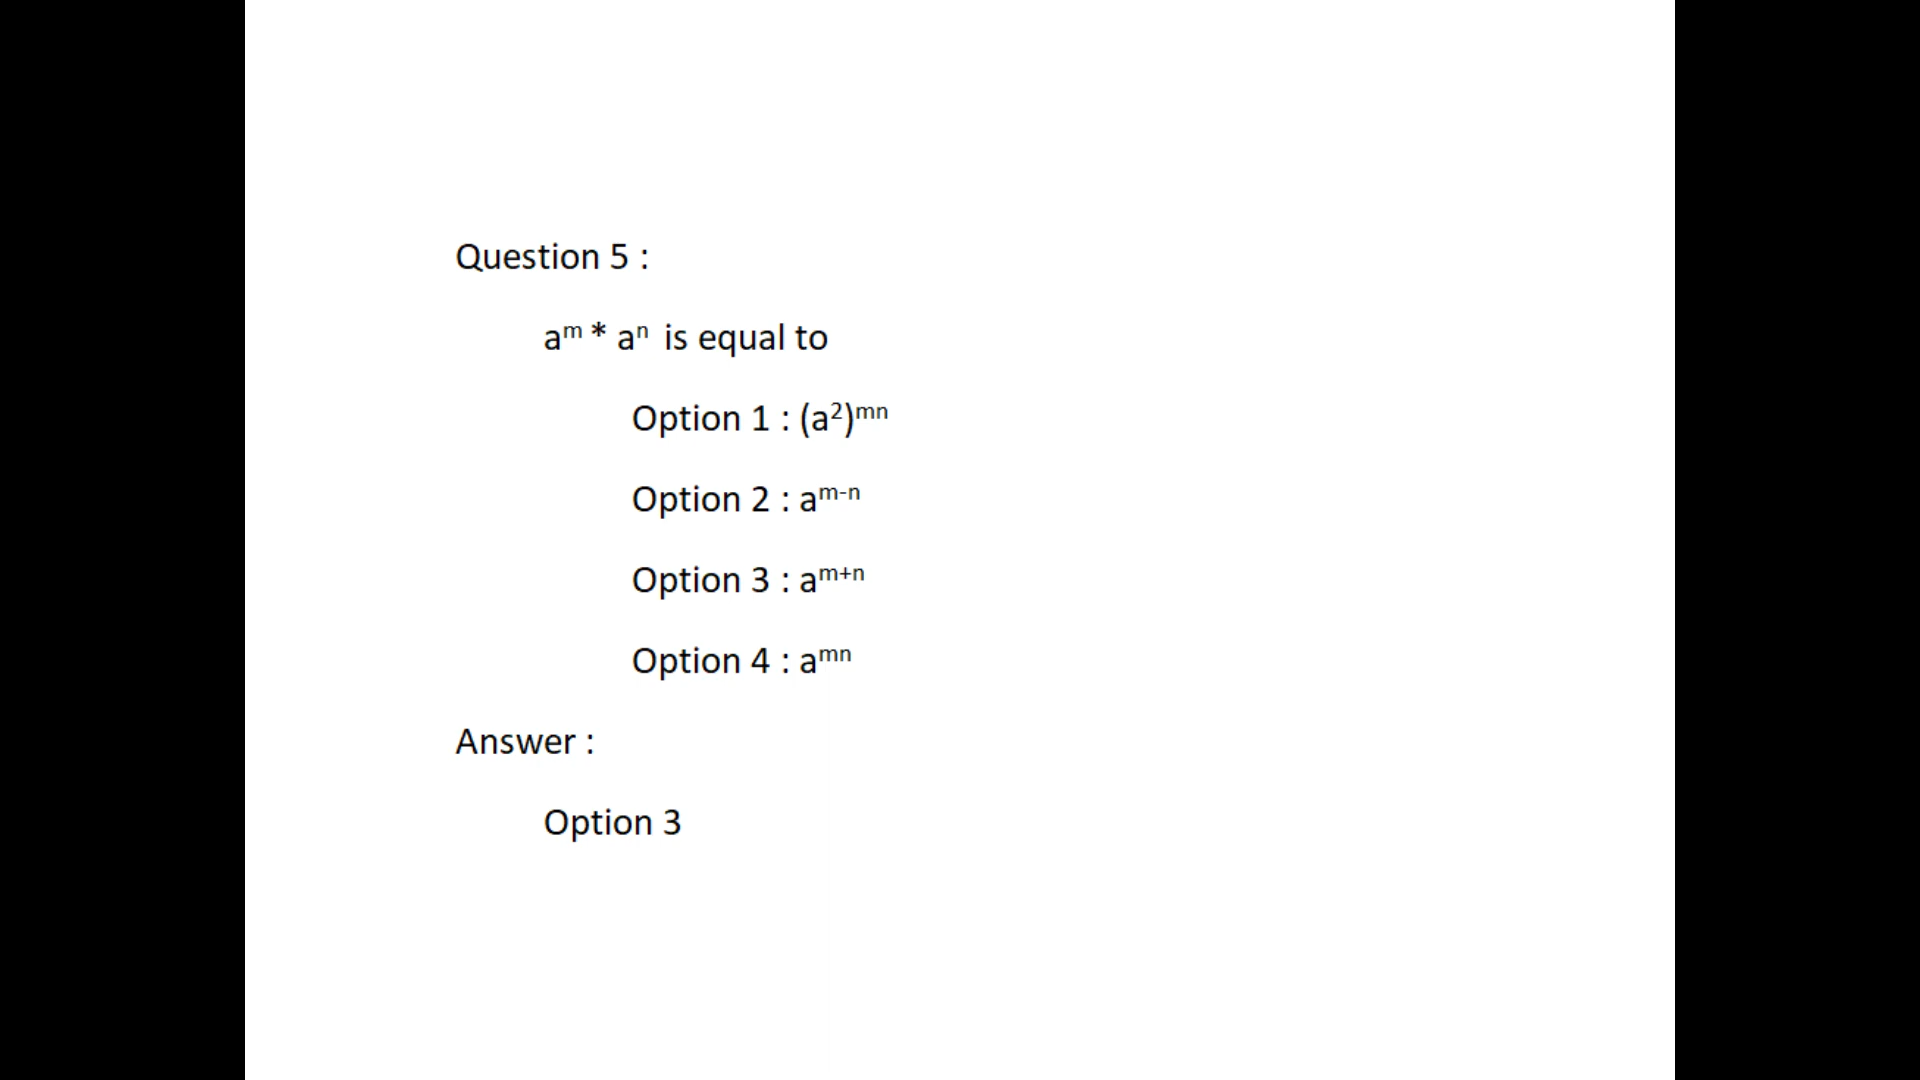 Question 5 :
aᵐ * aⁿ is equal to
Option 1 : (a²)ᵐⁿ
Option 2 : aᵐ⁻ⁿ
Option 3 : aᵐ⁺ⁿ
Option 4 : aᵐⁿ
Answer :
Option 3